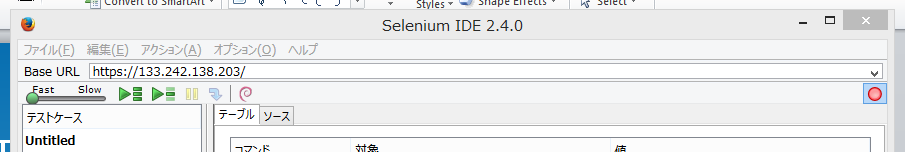 Convert to SmartArt
Styles
Shape Effects
Select
Selenium IDE 2.4.0
ファイル(F) 編集(E) アクション(A) オプション(O) ヘルプ
Base URL https://133.242.138.203/
Fast Slow
テストケース
テーブル ソース
Untitled
コマンド 対象 値